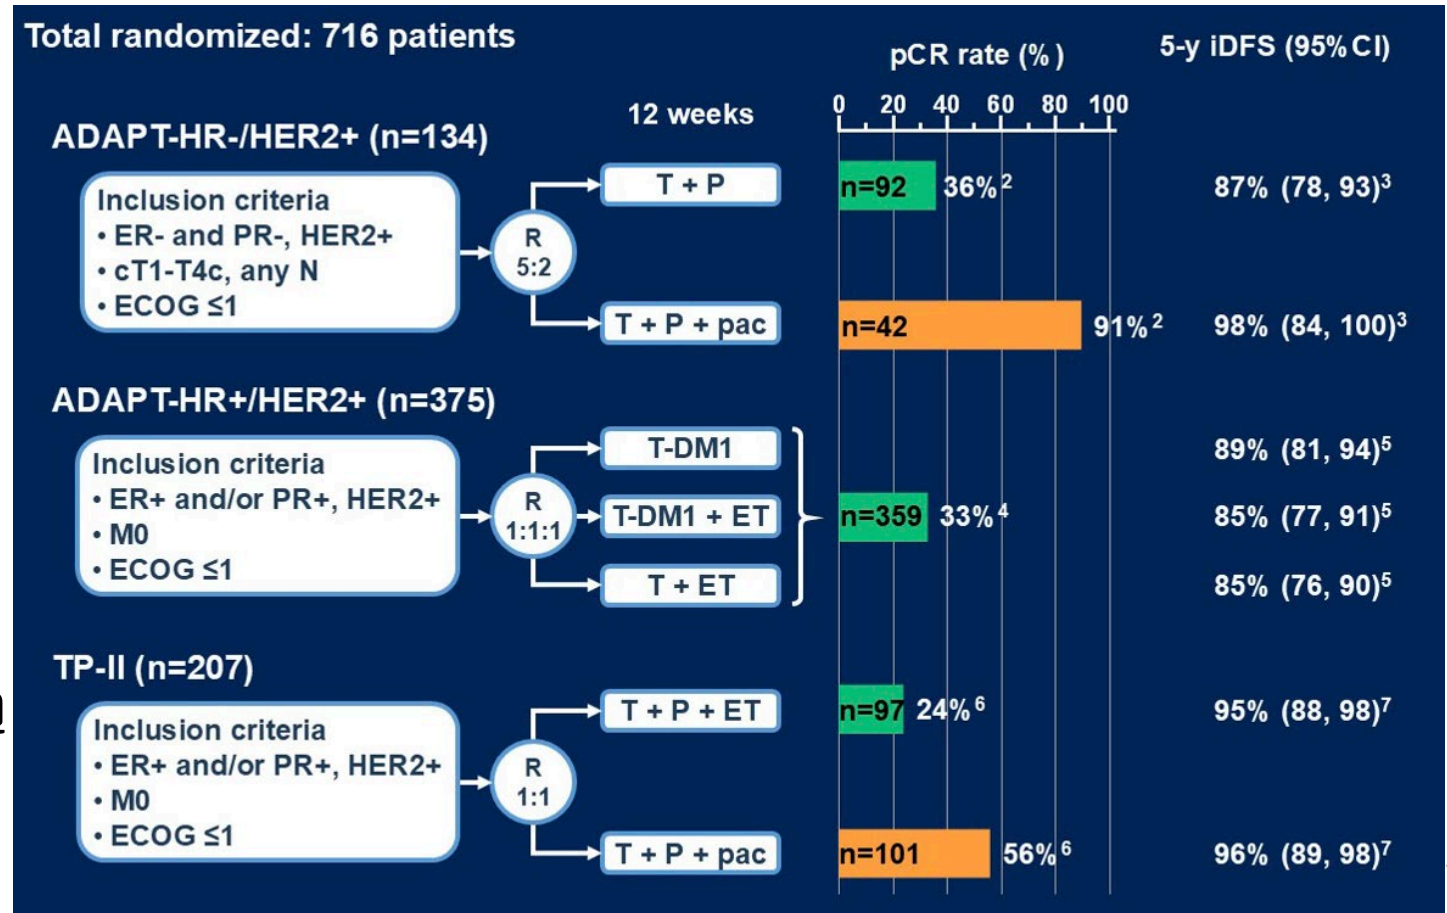 Total randomized: 716 patients
pCR rate (%)
5-y iDFS (95% CI)
12 weeks
0 20 40 60 80 100
ADAPT-HR-/HER2+ (n=134)
Inclusion criteria
• ER- and PR-, HER2+
• cT1-T4c, any N
• ECOG ≤1
R
5:2
T + P
n=92 36%²
87% (78, 93)³
T + P + pac
n=42 91%²
98% (84, 100)³
ADAPT-HR+/HER2+ (n=375)
Inclusion criteria
• ER+ and/or PR+, HER2+
• M0
• ECOG ≤1
R
1:1:1
T-DM1
89% (81, 94)⁵
T-DM1 + ET
n=359 33%⁴
85% (77, 91)⁵
T + ET
85% (76, 90)⁵
TP-II (n=207)
Inclusion criteria
• ER+ and/or PR+, HER2+
• M0
• ECOG ≤1
R
1:1
T + P + ET
n=97 24%⁶
95% (88, 98)⁷
T + P + pac
n=101 56%⁶
96% (89, 98)⁷